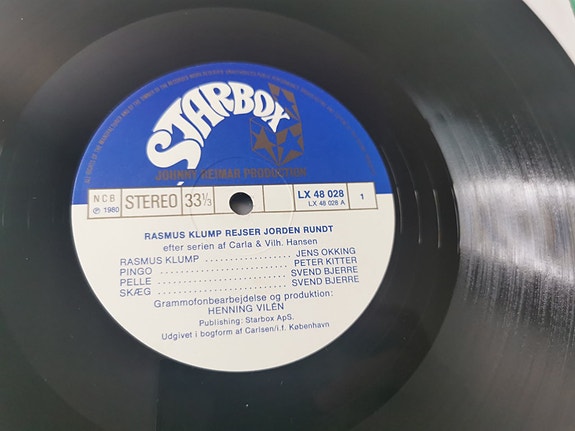 STARBOX
JOHNNY REIMAR PRODUCTION
NCB
℗ 1980
STEREO
33 1/3
LX 48 028
LX 48 028 A
1
RASMUS KLUMP REJSER JORDEN RUNDT
efter serien af Carla & Vilh. Hansen
RASMUS KLUMP .................... JENS OKKING
PINGO .................... PETER KITTER
PELLE .................... SVEND BJERRE
SKÆG .................... SVEND BJERRE
Grammofonbearbejdelse og produktion:
HENNING VILÉN
Publishing: Starbox ApS.
Udgivet i bogform af Carlsen/i.f. København